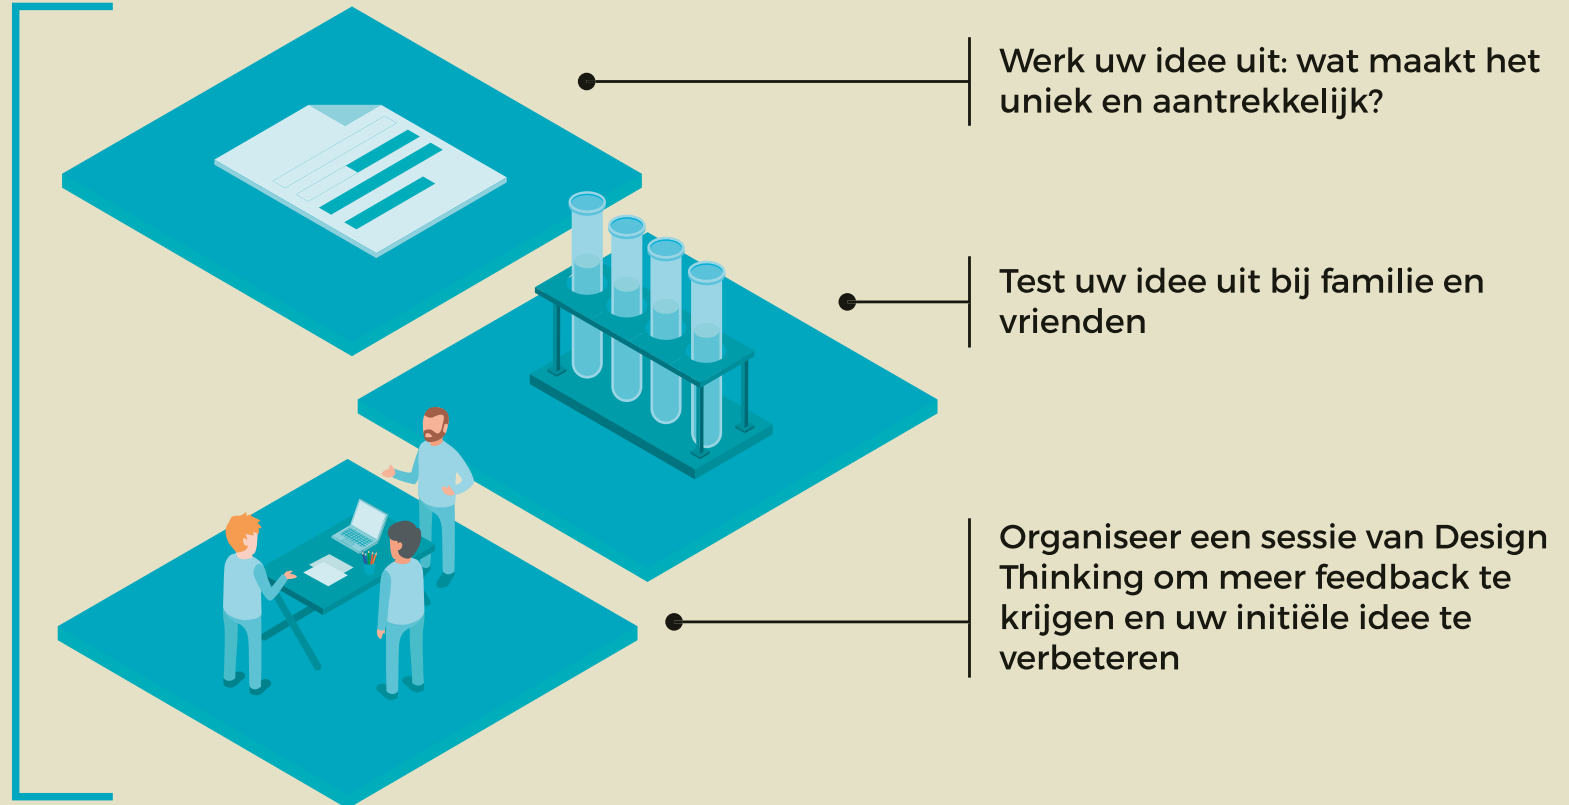 Werk uw idee uit: wat maakt het
uniek en aantrekkelijk?
Test uw idee uit bij familie en
vrienden
Organiseer een sessie van Design
Thinking om meer feedback te
krijgen en uw initiële idee te
verbeteren